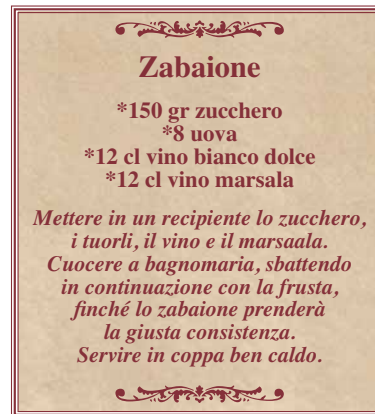 Zabaione
*150 gr zucchero
*8 uova
*12 cl vino bianco dolce
*12 cl vino marsala
Mettere in un recipiente lo zucchero,
i tuorli, il vino e il marsaala.
Cuocere a bagnomaria, sbattendo
in continuazione con la frusta,
finché lo zabaione prenderà
la giusta consistenza.
Servire in coppa ben caldo.